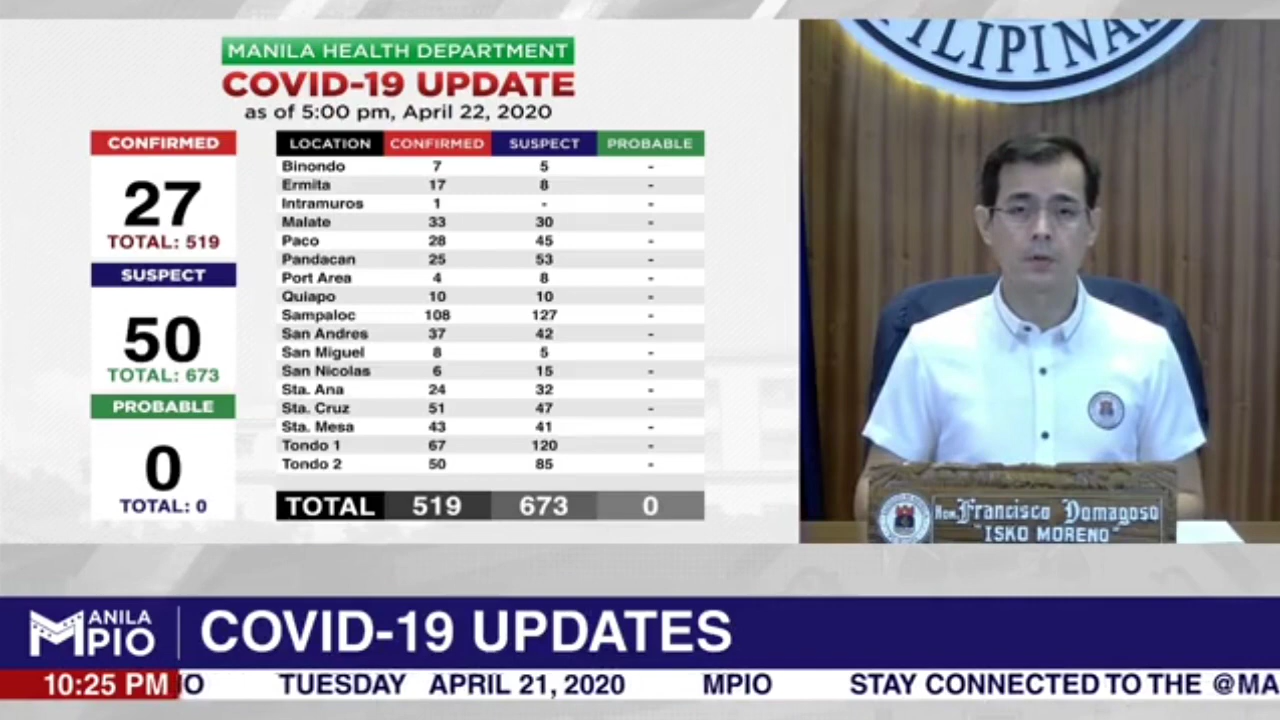 MANILA HEALTH DEPARTMENT
COVID-19 UPDATE
as of 5:00 pm, April 22, 2020
CONFIRMED
27
TOTAL: 519
SUSPECT
50
TOTAL: 673
PROBABLE
0
TOTAL: 0
LOCATION CONFIRMED SUSPECT PROBABLE
Binondo 7 5 -
Ermita 17 8 -
Intramuros 1 - -
Malate 33 30 -
Paco 28 45 -
Pandacan 25 53 -
Port Area 4 8 -
Quiapo 10 10 -
Sampaloc 108 127 -
San Andres 37 42 -
San Miguel 8 5 -
San Nicolas 6 15 -
Sta. Ana 24 32 -
Sta. Cruz 51 47 -
Sta. Mesa 43 41 -
Tondo 1 67 120 -
Tondo 2 50 85 -
TOTAL 519 673 0
PILIPINAS
Hon. Francisco Domagoso
"ISKO MORENO"
MANILA
MPIO
COVID-19 UPDATES
10:25 PM IO TUESDAY APRIL 21, 2020 MPIO STAY CONNECTED TO THE @MA